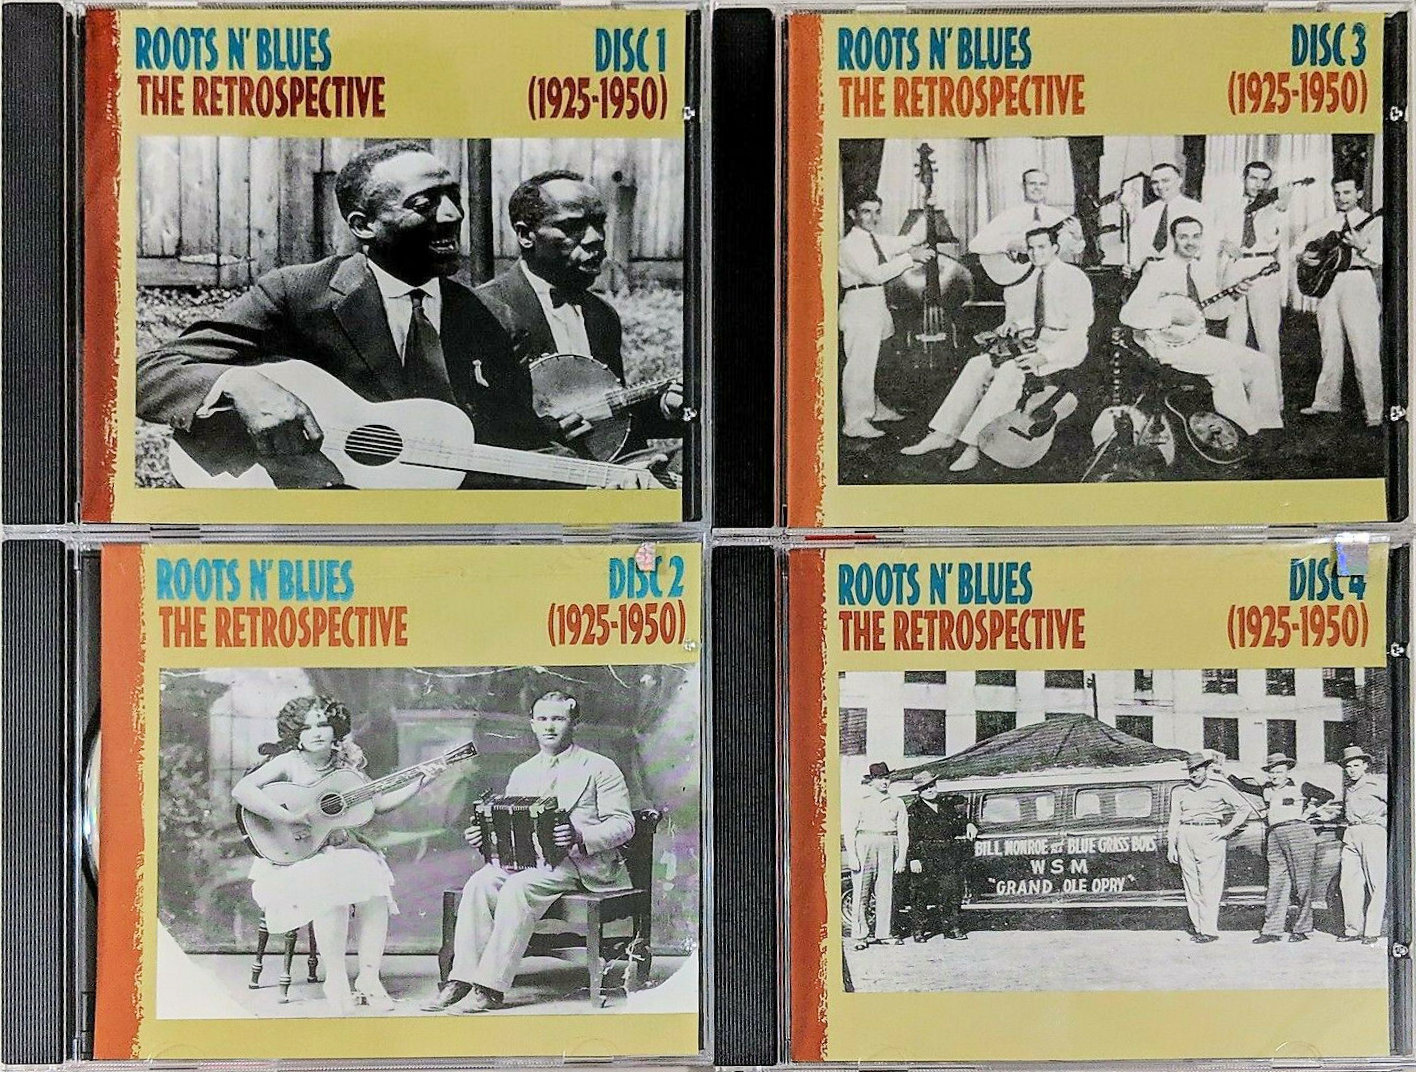 ROOTS N' BLUES DISC 1
THE RETROSPECTIVE (1925-1950)
ROOTS N' BLUES DISC 3
THE RETROSPECTIVE (1925-1950)
ROOTS N' BLUES DISC 2
THE RETROSPECTIVE (1925-1950)
ROOTS N' BLUES DISC 4
THE RETROSPECTIVE (1925-1950)
BILL MONROE AND BLUE GRASS BOYS
WSM
"GRAND OLE OPRY"